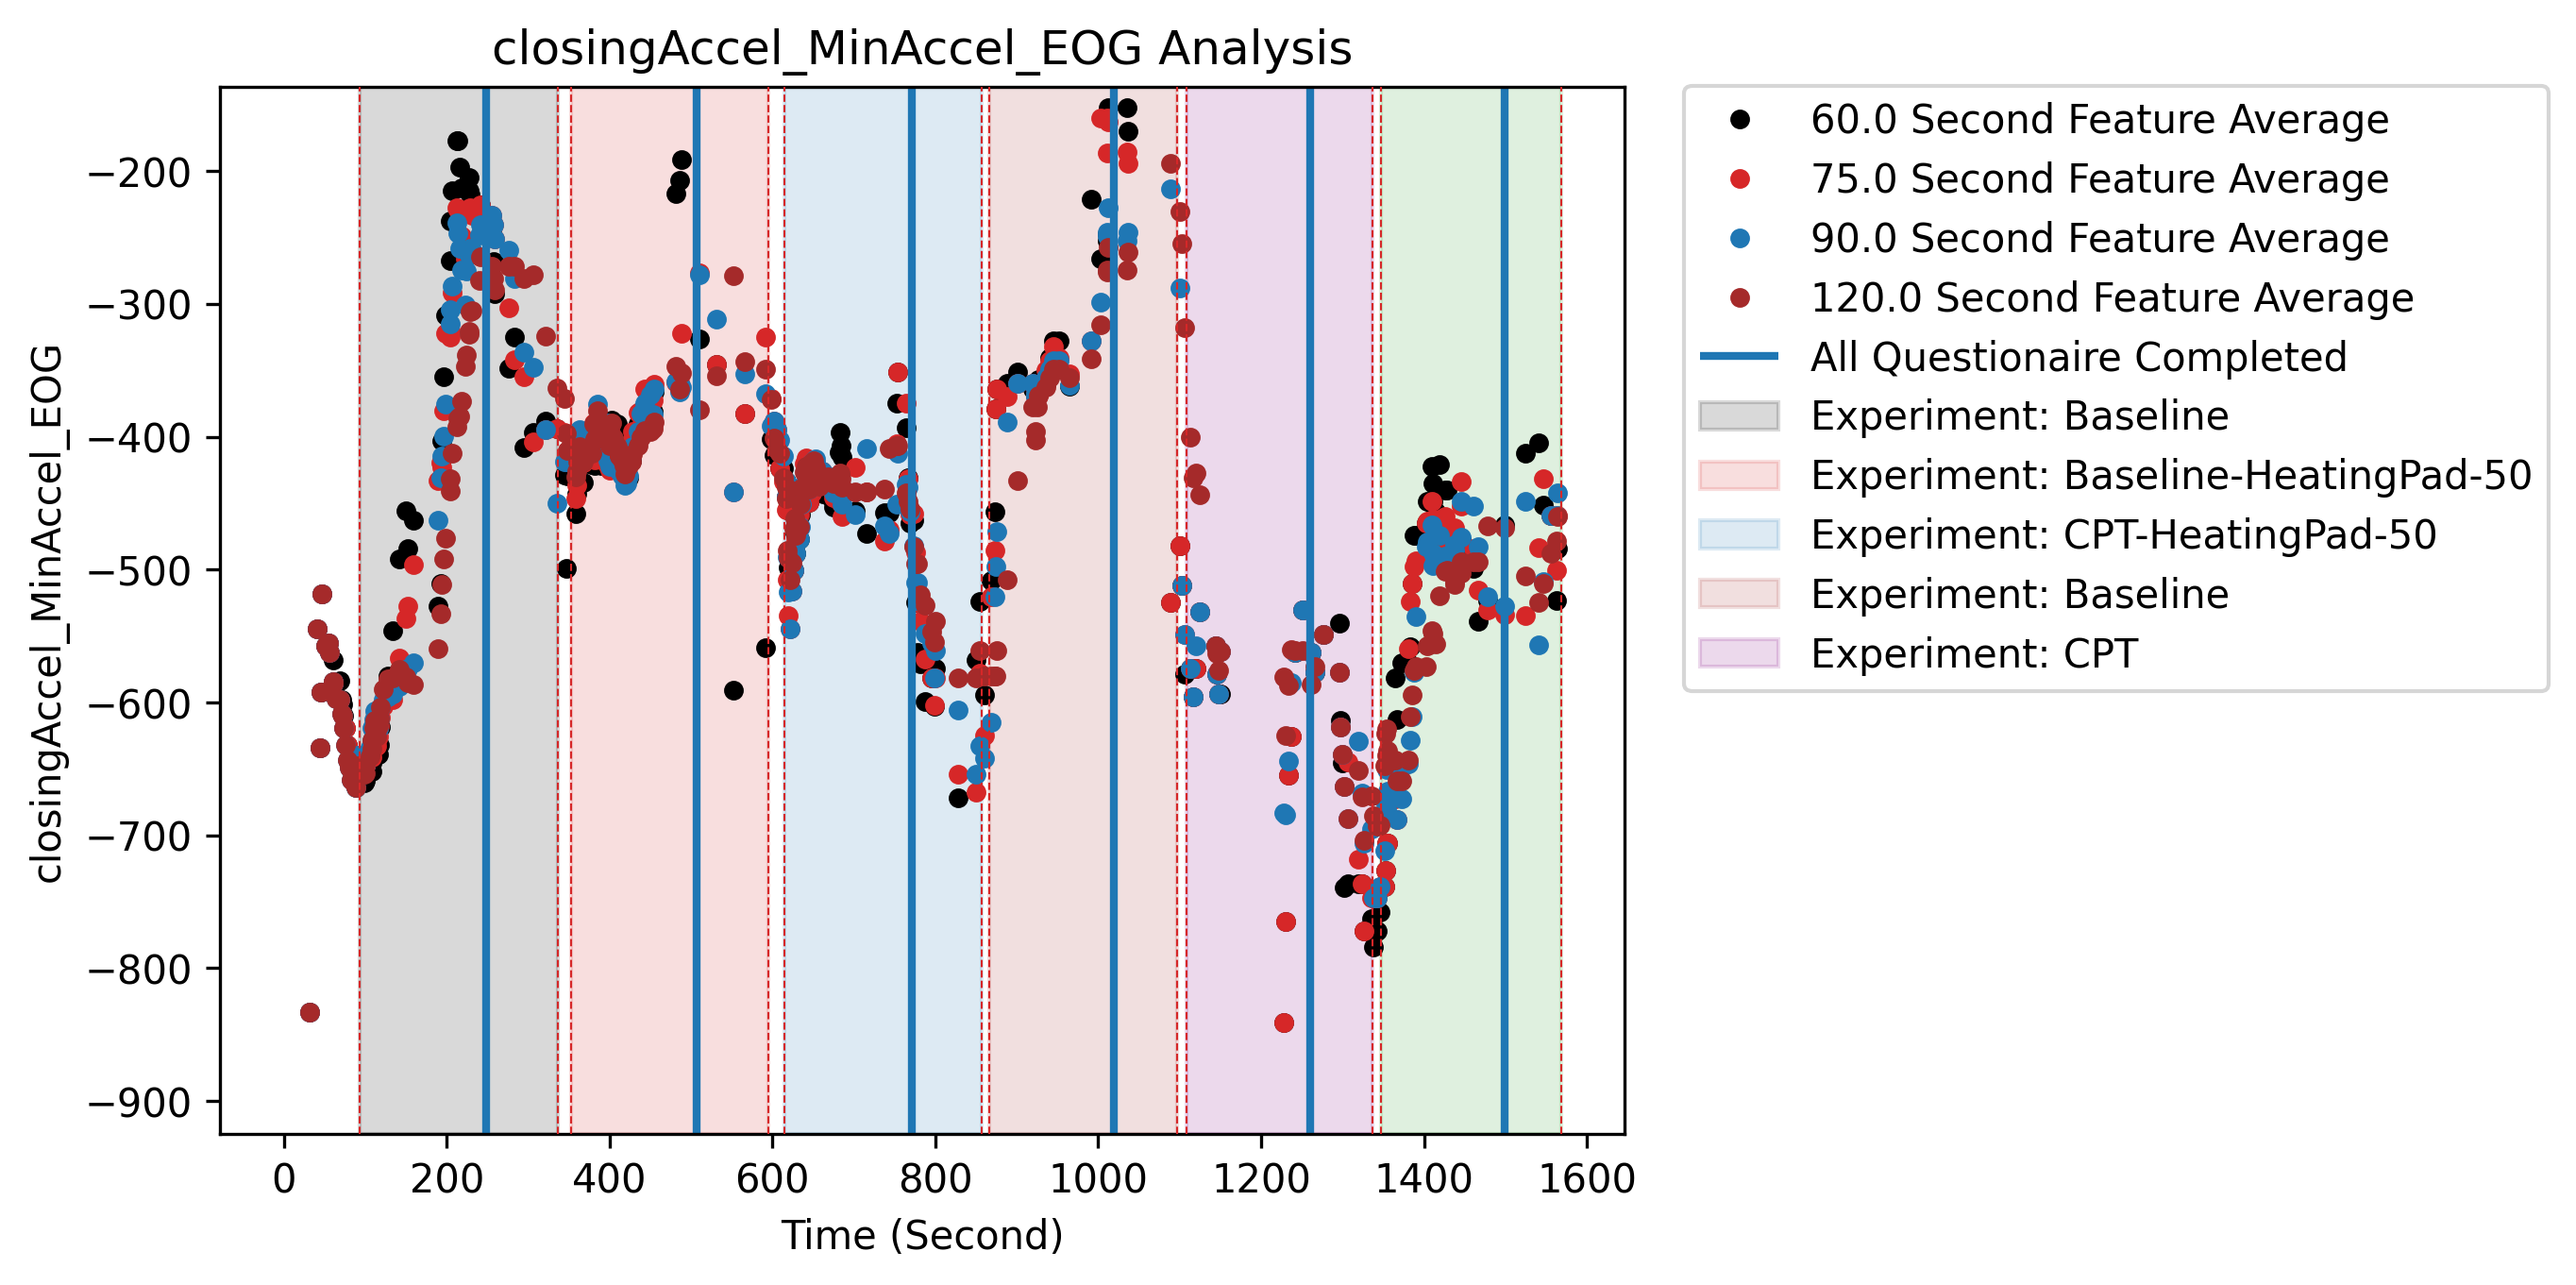 closingAccel_MinAccel_EOG Analysis
closingAccel_MinAccel_EOG
−200
−300
−400
−500
−600
−700
−800
−900
0 200 400 600 800 1000 1200 1400 1600
Time (Second)
60.0 Second Feature Average
75.0 Second Feature Average
90.0 Second Feature Average
120.0 Second Feature Average
All Questionaire Completed
Experiment: Baseline
Experiment: Baseline-HeatingPad-50
Experiment: CPT-HeatingPad-50
Experiment: Baseline
Experiment: CPT